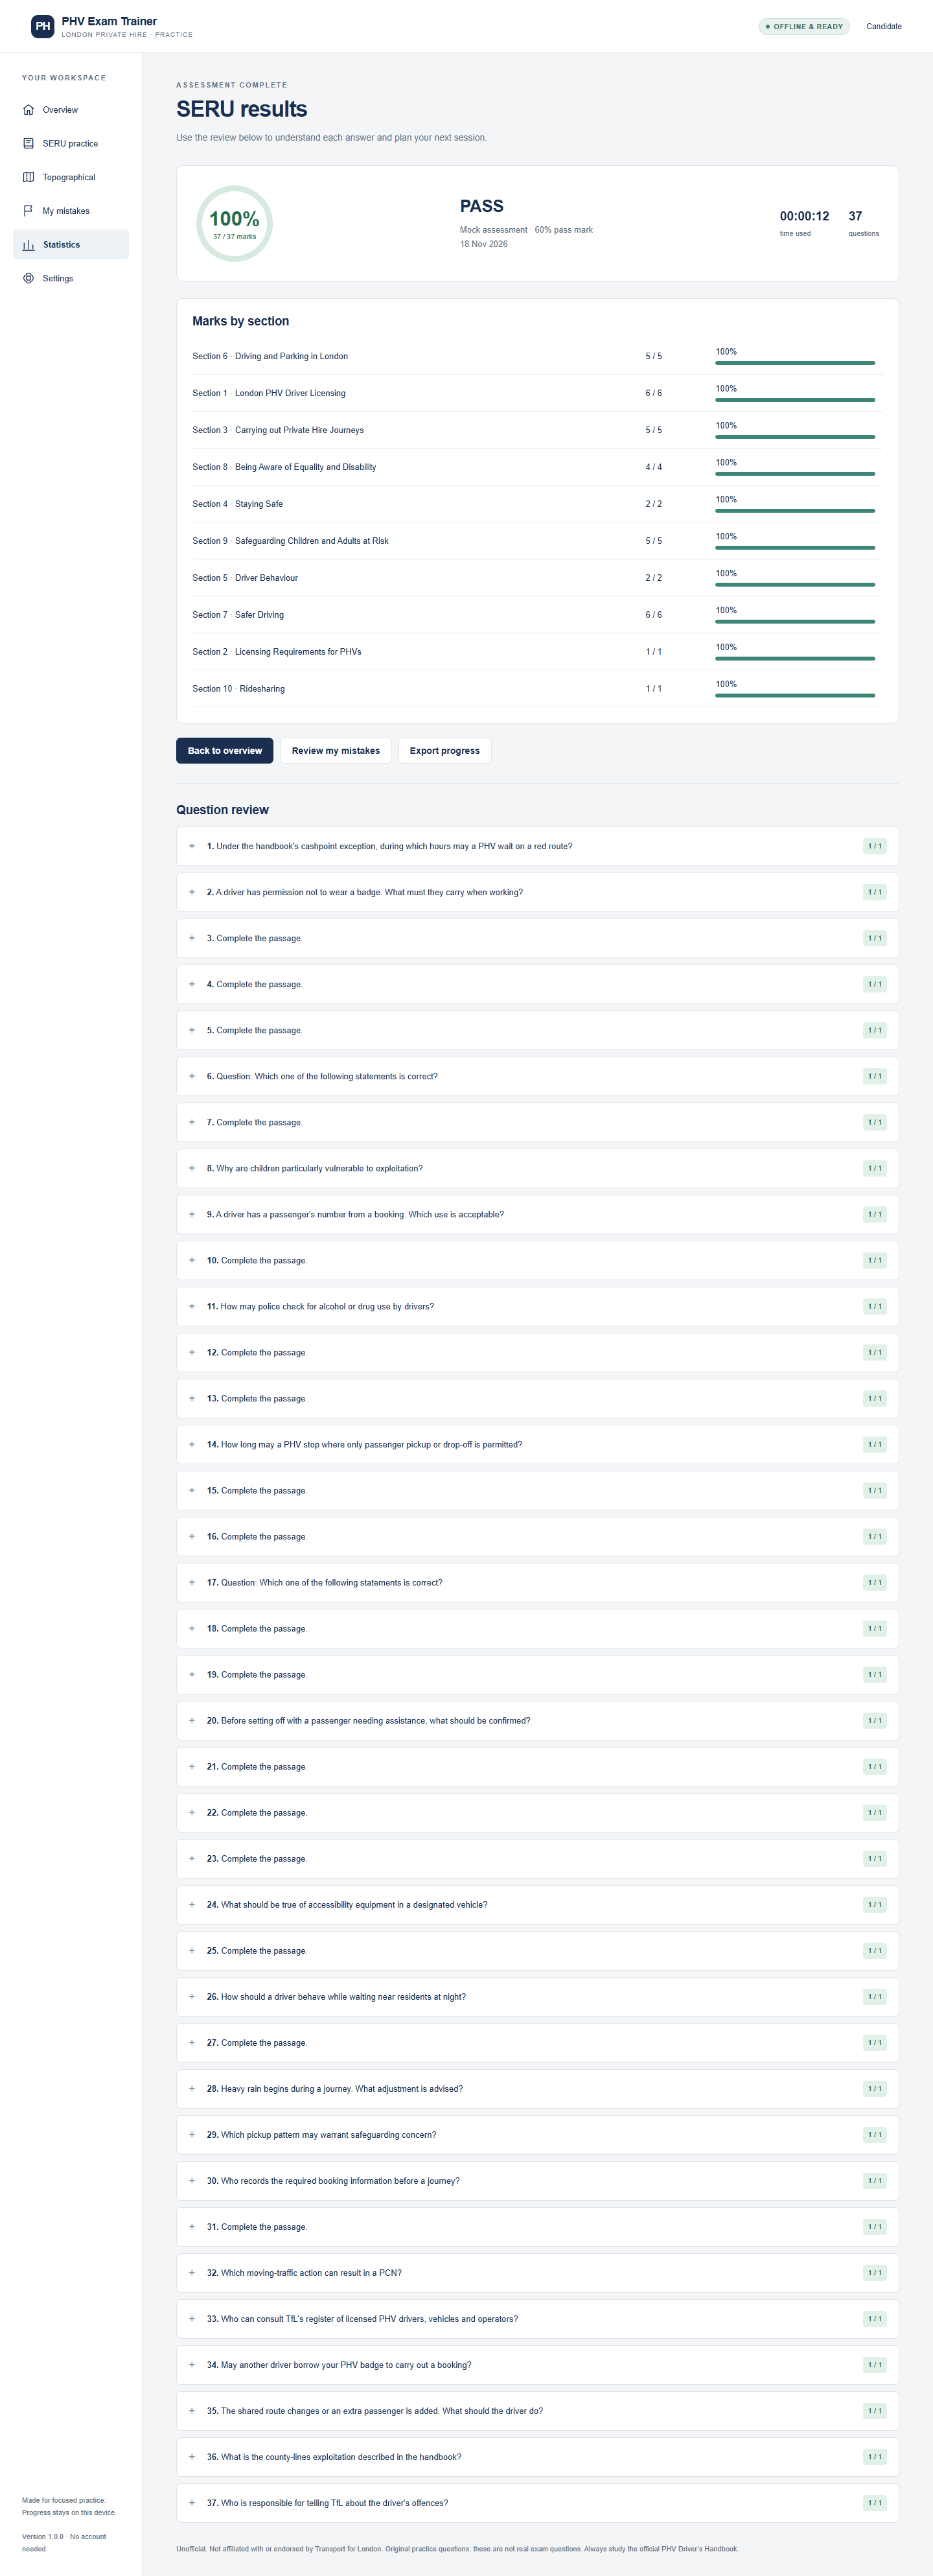 PH
PHV Exam Trainer
LONDON PRIVATE HIRE · PRACTICE
OFFLINE & READY
Candidate
YOUR WORKSPACE
Overview
SERU practice
Topographical
My mistakes
Statistics
Settings
ASSESSMENT COMPLETE
SERU results
Use the review below to understand each answer and plan your next session.
100%
37 / 37 marks
PASS
Mock assessment · 60% pass mark
18 Nov 2026
00:00:12
time used
37
questions
Marks by section
Section 6 · Driving and Parking in London 5 / 5 100%
Section 1 · London PHV Driver Licensing 6 / 6 100%
Section 3 · Carrying out Private Hire Journeys 5 / 5 100%
Section 8 · Being Aware of Equality and Disability 4 / 4 100%
Section 4 · Staying Safe 2 / 2 100%
Section 9 · Safeguarding Children and Adults at Risk 5 / 5 100%
Section 5 · Driver Behaviour 2 / 2 100%
Section 7 · Safer Driving 6 / 6 100%
Section 2 · Licensing Requirements for PHVs 1 / 1 100%
Section 10 · Ridesharing 1 / 1 100%
Back to overview
Review my mistakes
Export progress
Question review
+ 1. Under the handbook's cashpoint exception, during which hours may a PHV wait on a red route? 1 / 1
+ 2. A driver has permission not to wear a badge. What must they carry when working? 1 / 1
+ 3. Complete the passage. 1 / 1
+ 4. Complete the passage. 1 / 1
+ 5. Complete the passage. 1 / 1
+ 6. Question: Which one of the following statements is correct? 1 / 1
+ 7. Complete the passage. 1 / 1
+ 8. Why are children particularly vulnerable to exploitation? 1 / 1
+ 9. A driver has a passenger's number from a booking. Which use is acceptable? 1 / 1
+ 10. Complete the passage. 1 / 1
+ 11. How may police check for alcohol or drug use by drivers? 1 / 1
+ 12. Complete the passage. 1 / 1
+ 13. Complete the passage. 1 / 1
+ 14. How long may a PHV stop where only passenger pickup or drop-off is permitted? 1 / 1
+ 15. Complete the passage. 1 / 1
+ 16. Complete the passage. 1 / 1
+ 17. Question: Which one of the following statements is correct? 1 / 1
+ 18. Complete the passage. 1 / 1
+ 19. Complete the passage. 1 / 1
+ 20. Before setting off with a passenger needing assistance, what should be confirmed? 1 / 1
+ 21. Complete the passage. 1 / 1
+ 22. Complete the passage. 1 / 1
+ 23. Complete the passage. 1 / 1
+ 24. What should be true of accessibility equipment in a designated vehicle? 1 / 1
+ 25. Complete the passage. 1 / 1
+ 26. How should a driver behave while waiting near residents at night? 1 / 1
+ 27. Complete the passage. 1 / 1
+ 28. Heavy rain begins during a journey. What adjustment is advised? 1 / 1
+ 29. Which pickup pattern may warrant safeguarding concern? 1 / 1
+ 30. Who records the required booking information before a journey? 1 / 1
+ 31. Complete the passage. 1 / 1
+ 32. Which moving-traffic action can result in a PCN? 1 / 1
+ 33. Who can consult TfL's register of licensed PHV drivers, vehicles and operators? 1 / 1
+ 34. May another driver borrow your PHV badge to carry out a booking? 1 / 1
+ 35. The shared route changes or an extra passenger is added. What should the driver do? 1 / 1
+ 36. What is the county-lines exploitation described in the handbook? 1 / 1
+ 37. Who is responsible for telling TfL about the driver's offences? 1 / 1
Made for focused practice.
Progress stays on this device.
Version 1.0.0 · No account
needed
Unofficial. Not affiliated with or endorsed by Transport for London. Original practice questions; these are not real exam questions. Always study the official PHV Driver's Handbook.